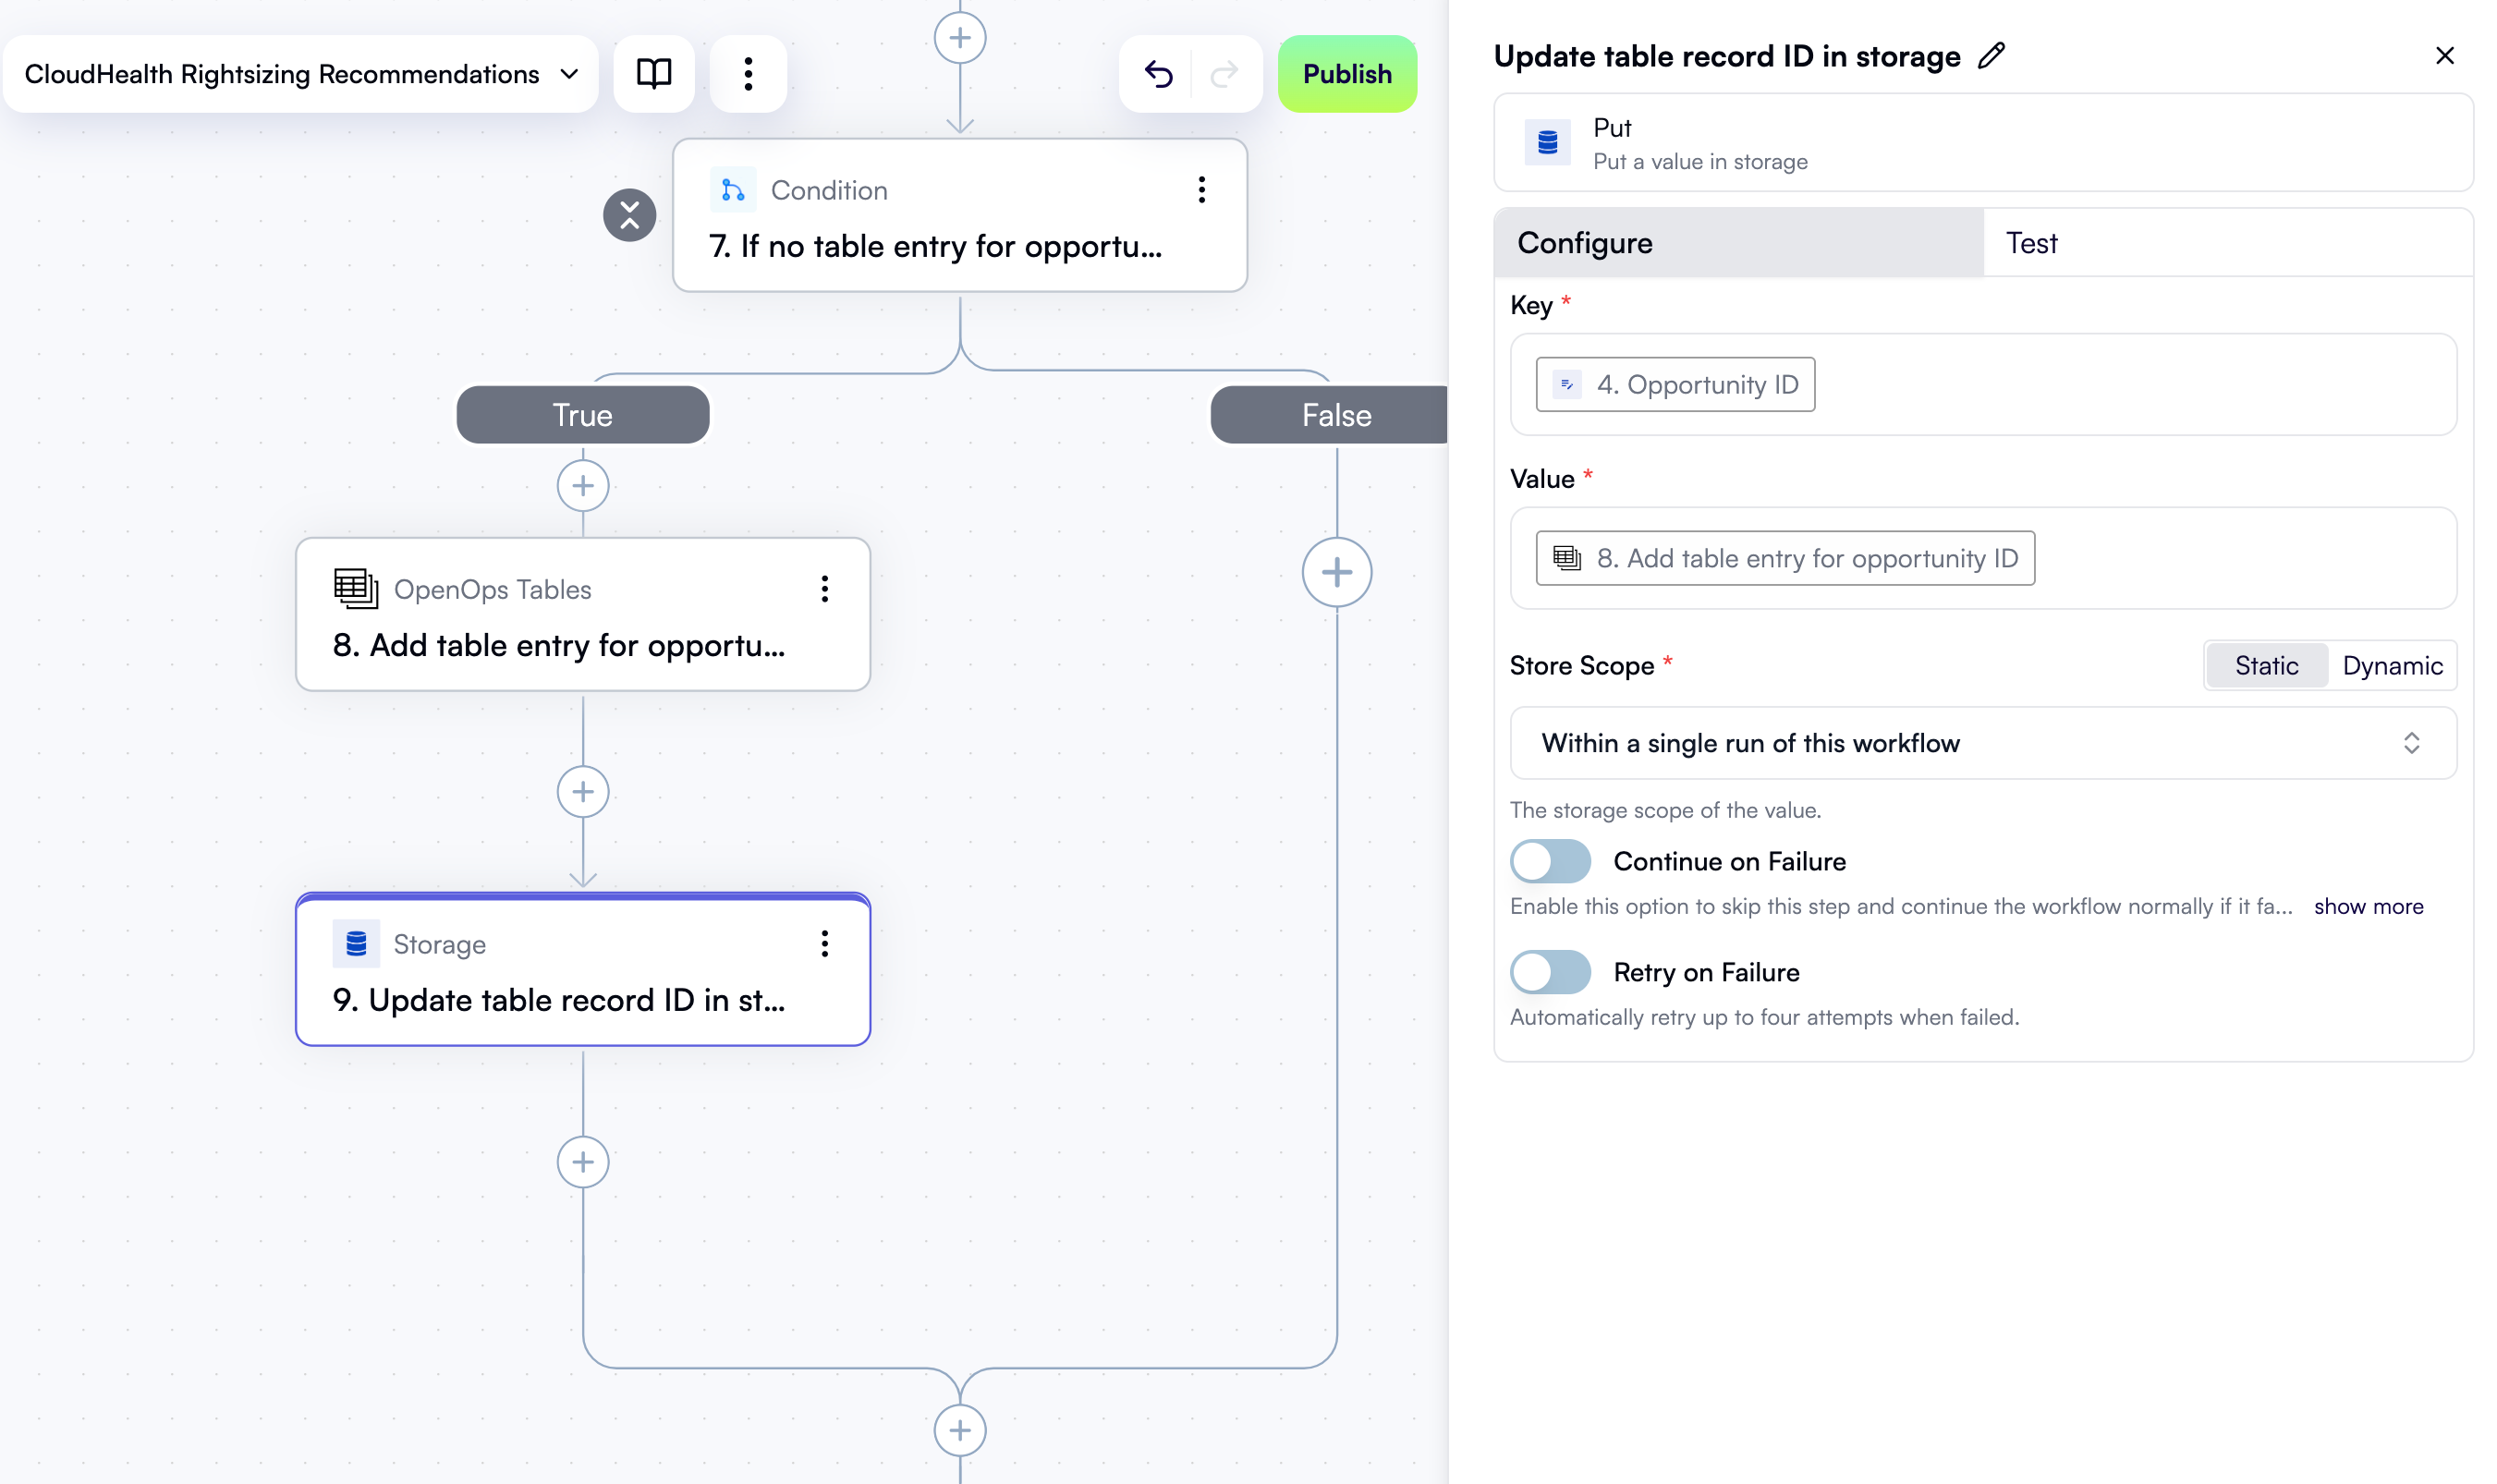 CloudHealth Rightsizing Recommendations
Publish
Condition
7. If no table entry for opportu...
True
False
OpenOps Tables
8. Add table entry for opportu...
Storage
9. Update table record ID in st...
Update table record ID in storage
Put
Put a value in storage
Configure
Test
Key *
4. Opportunity ID
Value *
8. Add table entry for opportunity ID
Store Scope *
Static
Dynamic
Within a single run of this workflow
The storage scope of the value.
Continue on Failure
Enable this option to skip this step and continue the workflow normally if it fa... show more
Retry on Failure
Automatically retry up to four attempts when failed.